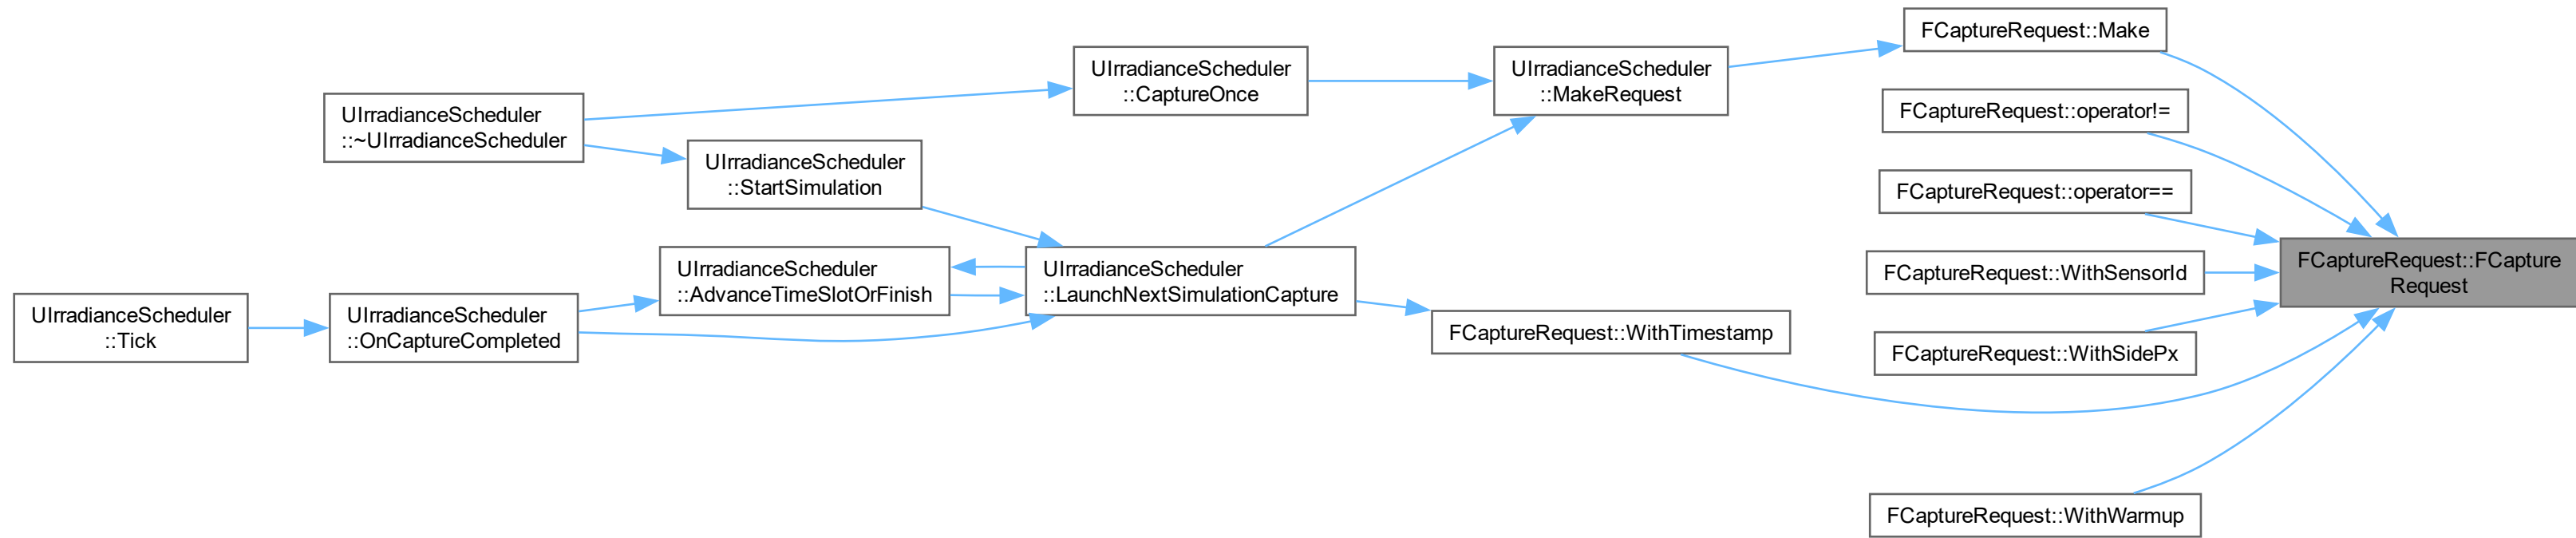 FCaptureRequest::Make
UIrradianceScheduler
::CaptureOnce
UIrradianceScheduler
::MakeRequest
UIrradianceScheduler
::~UIrradianceScheduler
FCaptureRequest::operator!=
UIrradianceScheduler
::StartSimulation
FCaptureRequest::operator==
FCaptureRequest::FCapture
Request
UIrradianceScheduler
::AdvanceTimeSlotOrFinish
UIrradianceScheduler
::LaunchNextSimulationCapture
FCaptureRequest::WithSensorId
UIrradianceScheduler
::Tick
UIrradianceScheduler
::OnCaptureCompleted
FCaptureRequest::WithTimestamp
FCaptureRequest::WithSidePx
FCaptureRequest::WithWarmup